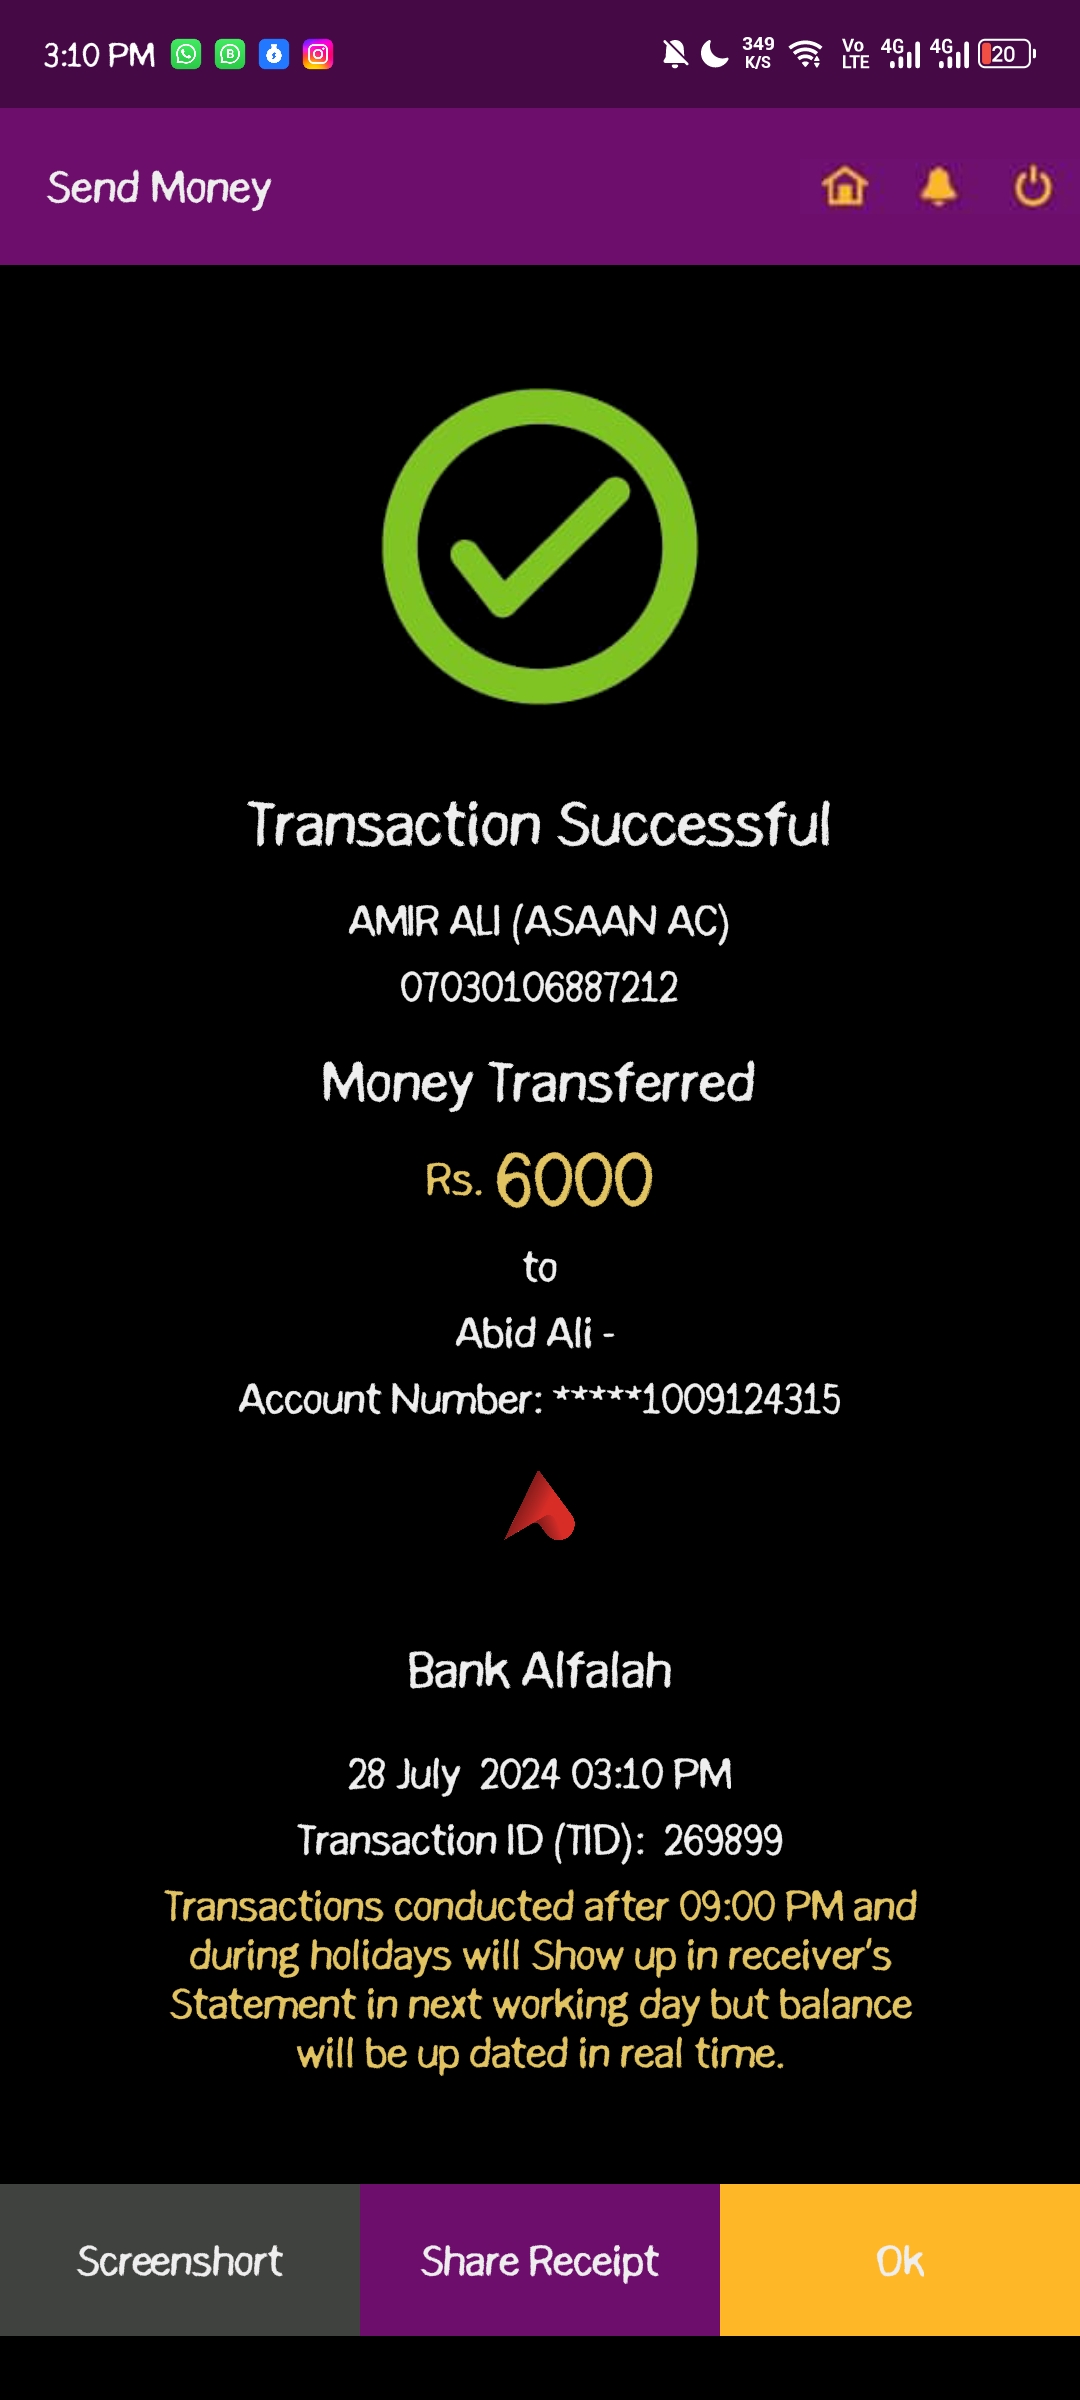 3:10 PM
349
K/S
Vo
LTE
4G
4G
20
Send Money
Transaction Successful
AMIR ALI (ASAAN AC)
07030106887212
Money Transferred
Rs. 6000
to
Abid Ali -
Account Number: *****1009124315
Bank Alfalah
28 July  2024 03:10 PM
Transaction ID (TID):  269899
Transactions conducted after 09:00 PM and
during holidays will Show up in receiver's
Statement in next working day but balance
will be up dated in real time.
Screenshort
Share Receipt
Ok